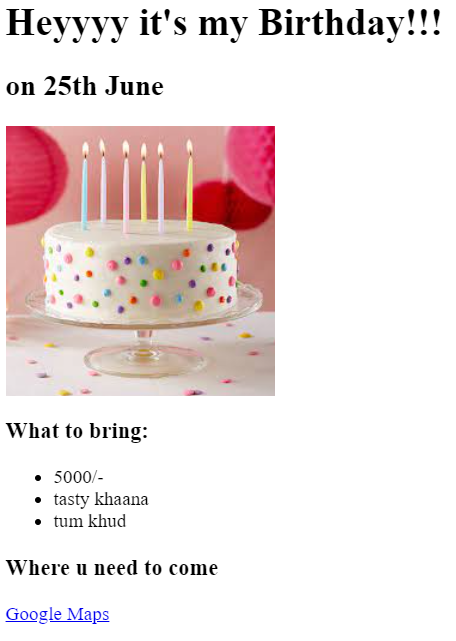 Heyyyy it's my Birthday!!!
on 25th June
What to bring:
5000/-
tasty khaana
tum khud
Where u need to come
Google Maps